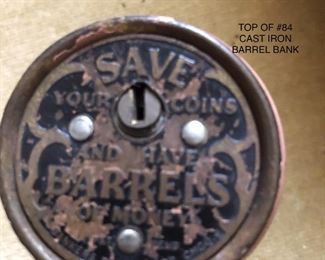 TOP OF #84
CAST IRON
BARREL BANK
SAVE
YOUR COINS
AND HAVE
BARRELS
OF MONEY